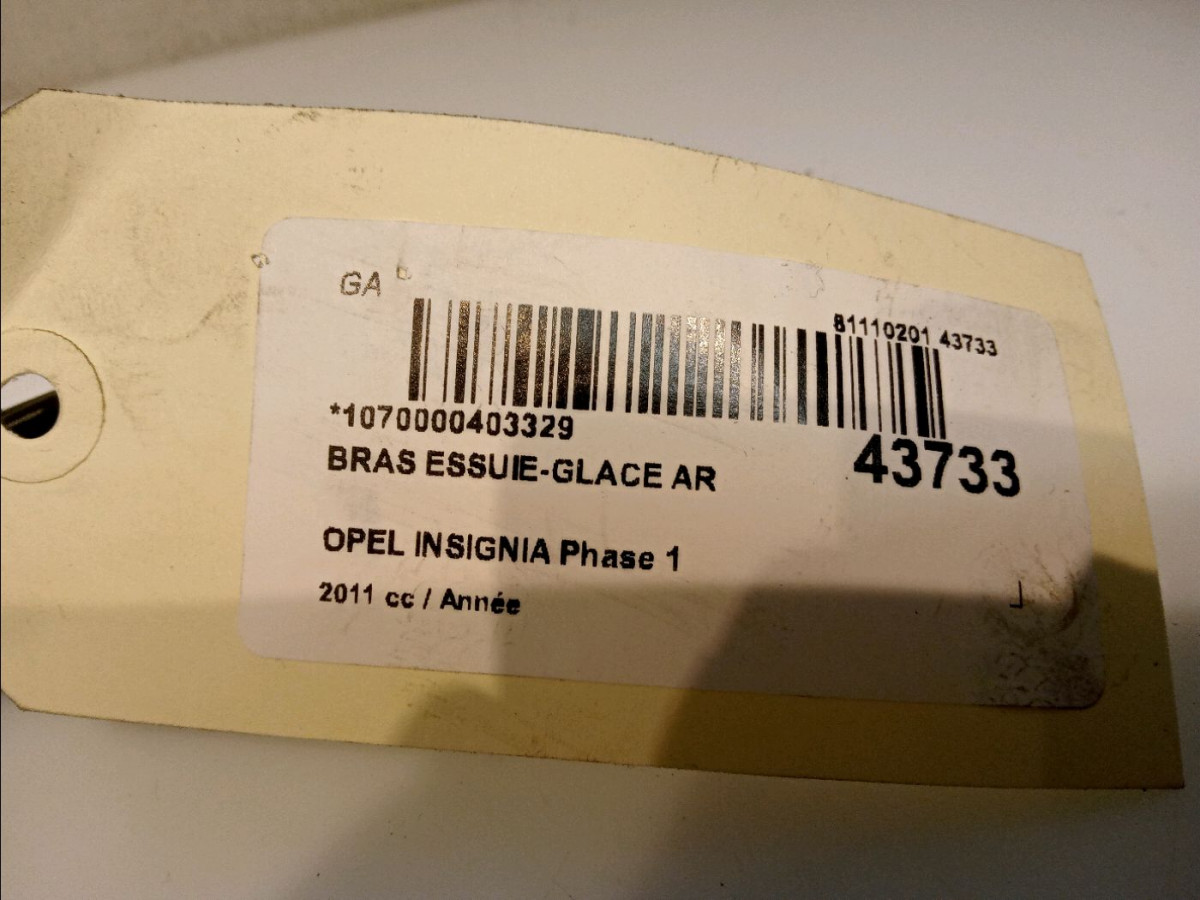 GA
81110201 43733
*1070000403329
43733
BRAS ESSUIE-GLACE AR
OPEL INSIGNIA Phase 1
2011 cc / Année